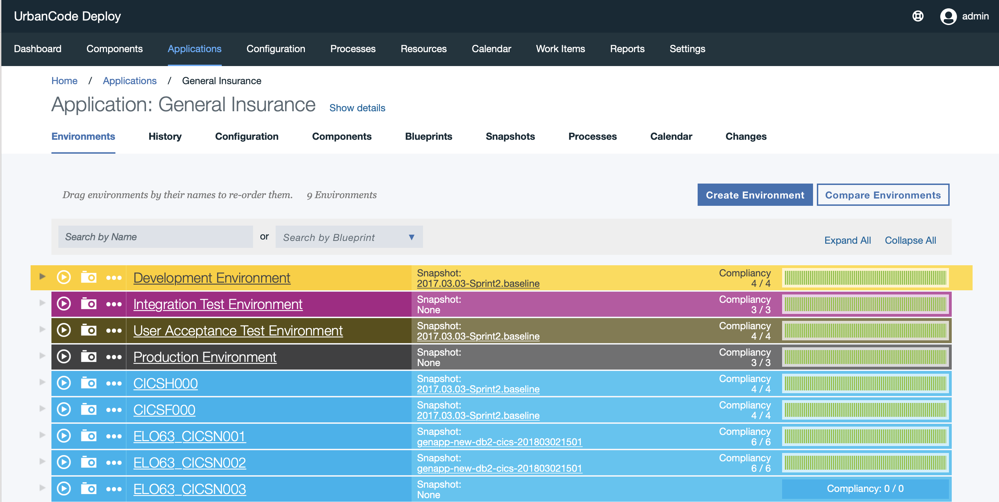 UrbanCode Deploy
admin
Dashboard Components Applications Configuration Processes Resources Calendar Work Items Reports Settings
Home / Applications / General Insurance
Application: General Insurance Show details
Environments History Configuration Components Blueprints Snapshots Processes Calendar Changes
Drag environments by their names to re-order them. 9 Environments
Create Environment Compare Environments
Search by Name or Search by Blueprint
Expand All Collapse All
Development Environment
Snapshot:
2017.03.03-Sprint2.baseline
Compliancy
4 / 4
Integration Test Environment
Snapshot:
None
Compliancy
3 / 3
User Acceptance Test Environment
Snapshot:
2017.03.03-Sprint2.baseline
Compliancy
4 / 4
Production Environment
Snapshot:
None
Compliancy
3 / 3
CICSH000
Snapshot:
2017.03.03-Sprint2.baseline
Compliancy
4 / 4
CICSF000
Snapshot:
2017.03.03-Sprint2.baseline
Compliancy
4 / 4
ELO63_CICSN001
Snapshot:
genapp-new-db2-cics-201803021501
Compliancy
6 / 6
ELO63_CICSN002
Snapshot:
genapp-new-db2-cics-201803021501
Compliancy
6 / 6
ELO63_CICSN003
Snapshot:
None
Compliancy: 0 / 0